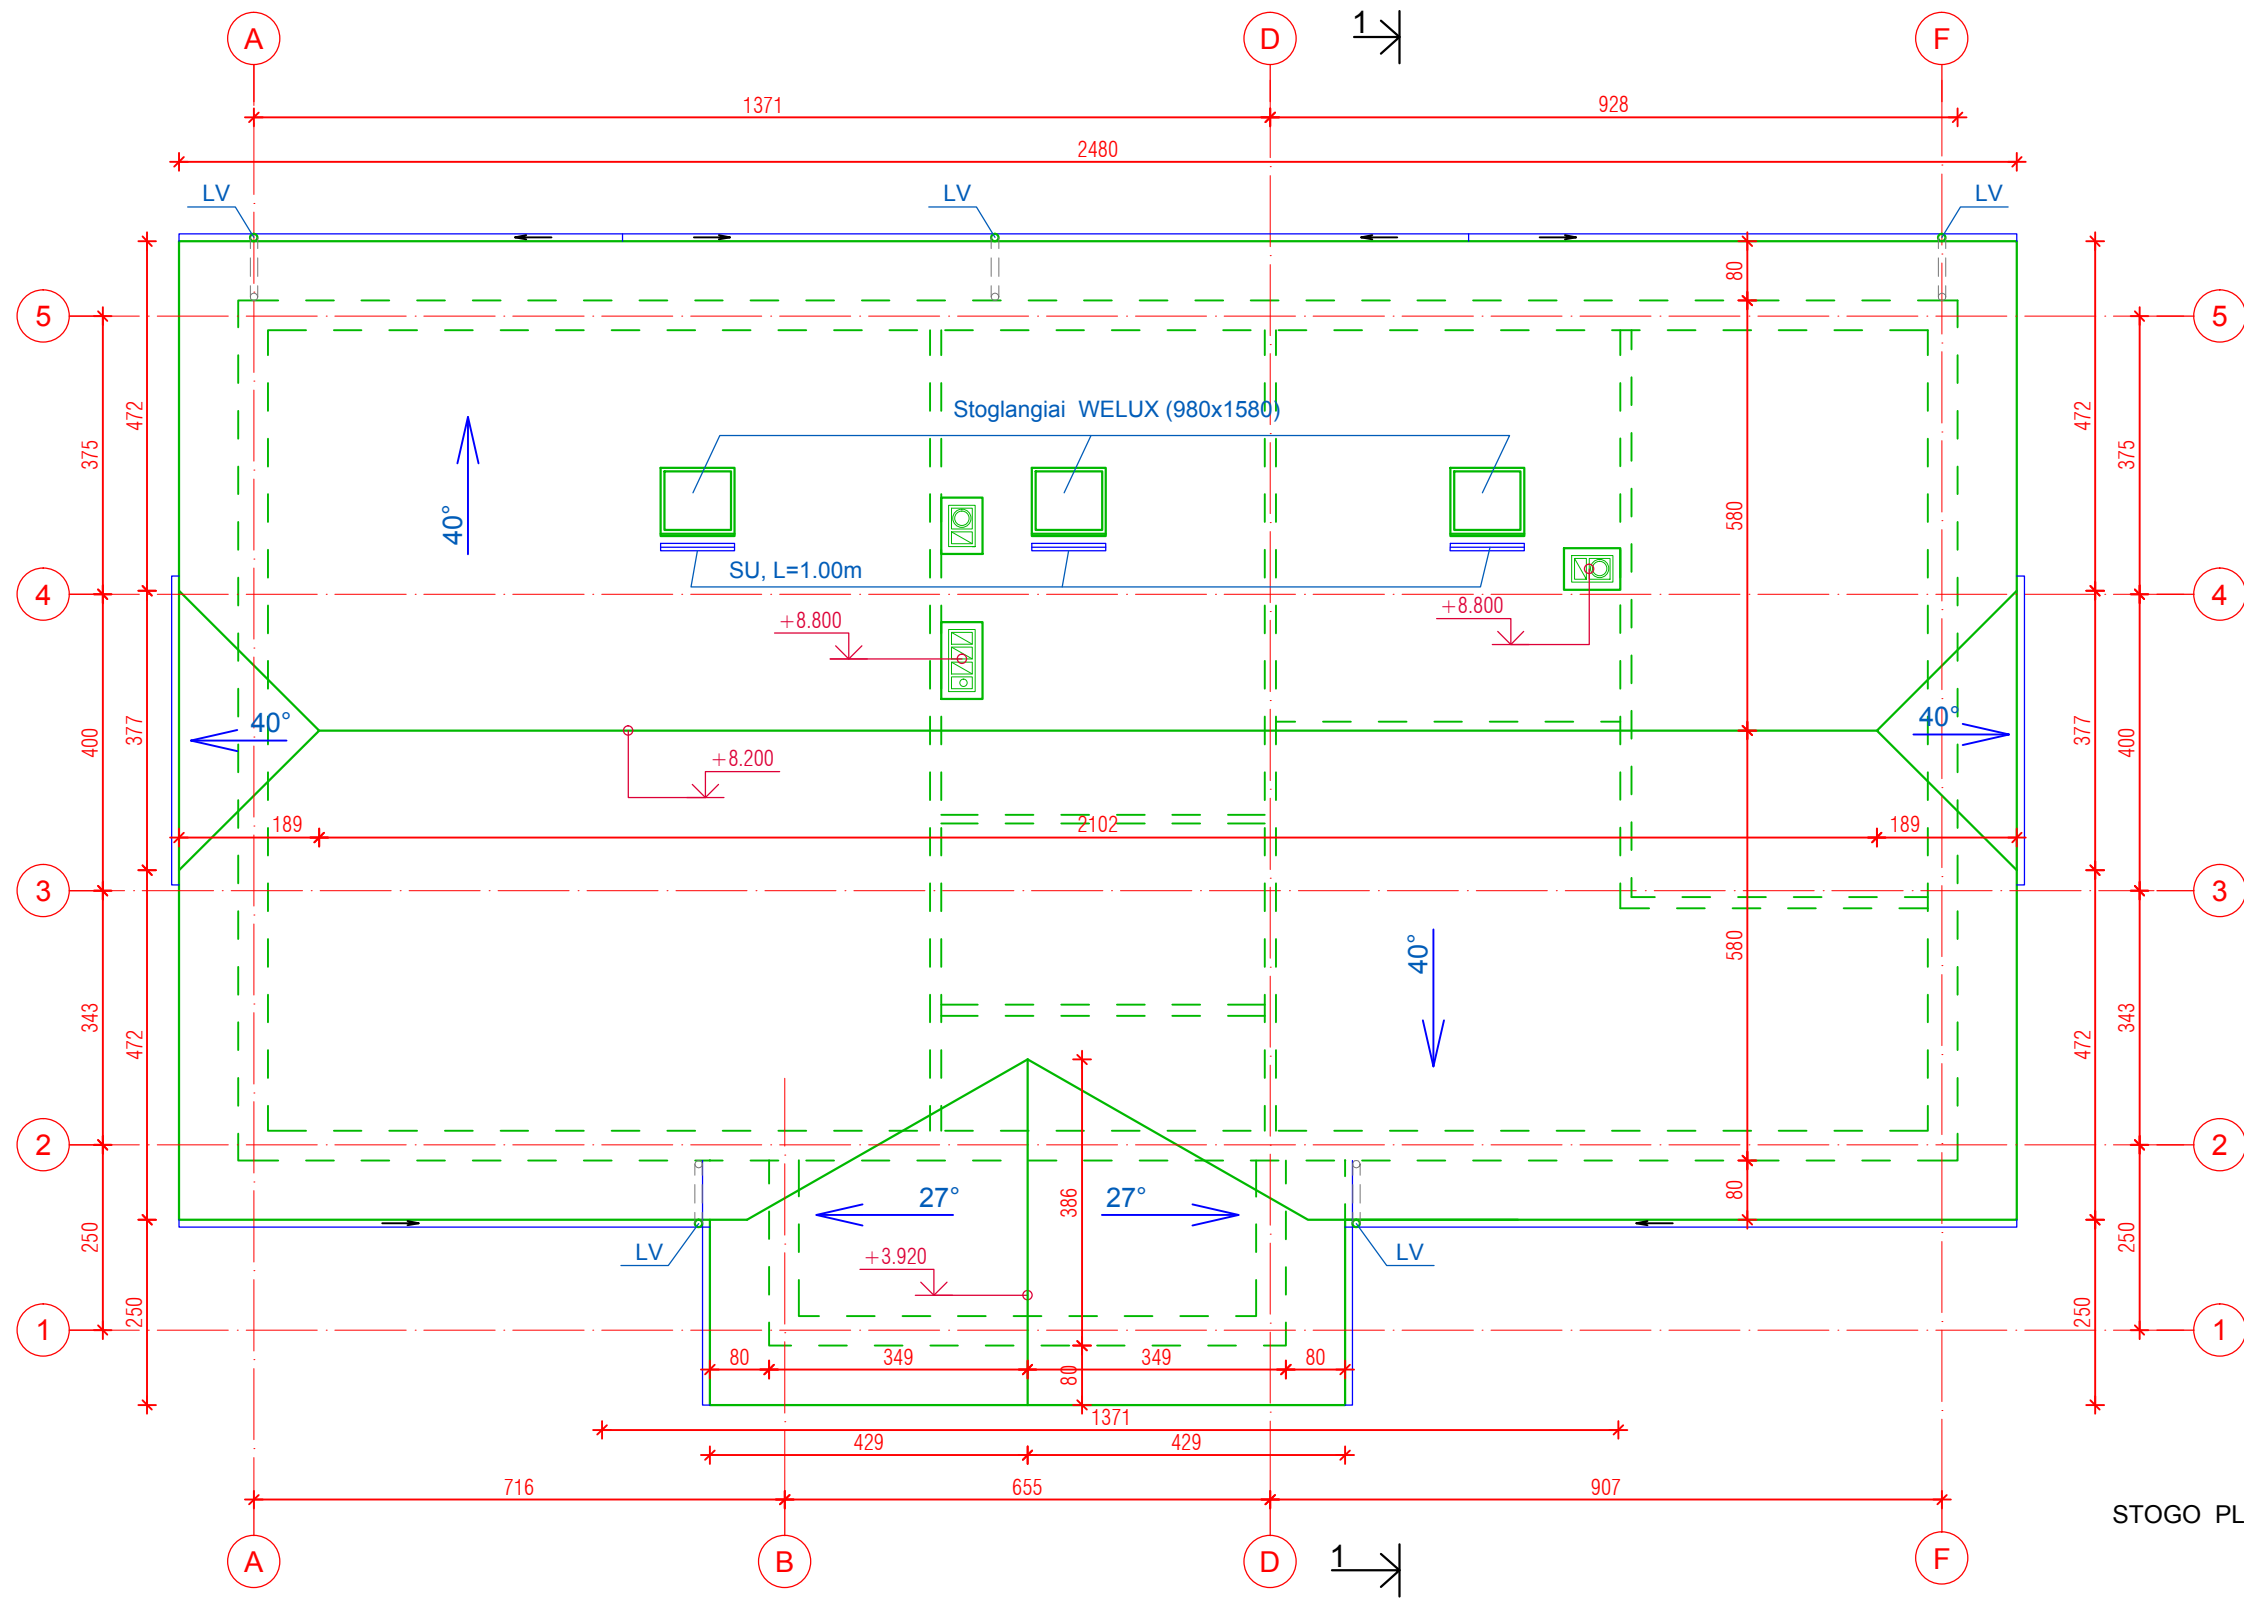 A D 1 F
1371 928
2480
LV LV LV
80
5 5
472 472
375 375
Stoglangiai WELUX (980x1580)
40° 580
SU, L=1.00m
4 4
+8.800 +8.800
40° 40°
400 377 377 400
+8.200
189 2102 189
3 3
40° 580
343 472 472 343
2 2
27° 27° 386 80
250 LV LV 250
+3.920
250 250
1 1
80 349 349 80
80
1371
429 429
716 655 907
STOGO PL
A B D 1 F